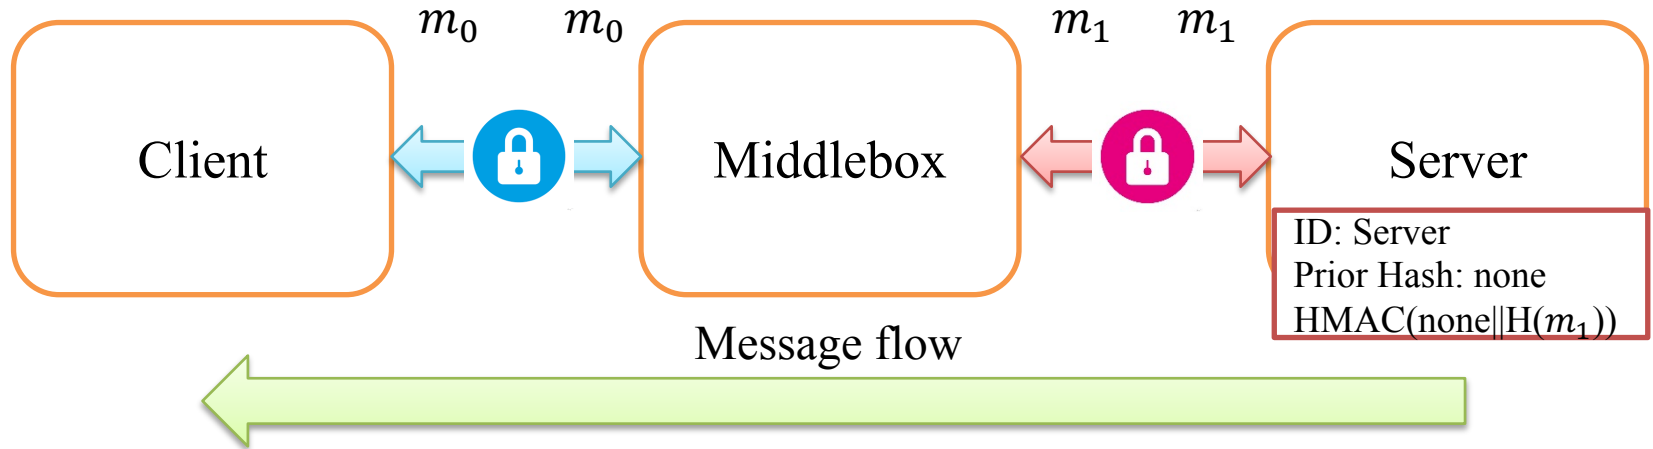 𝑚₀ 𝑚₀ 𝑚₁ 𝑚₁
Client
Middlebox
Server
ID: Server
Prior Hash: none
HMAC(none||H(𝑚₁))
Message flow